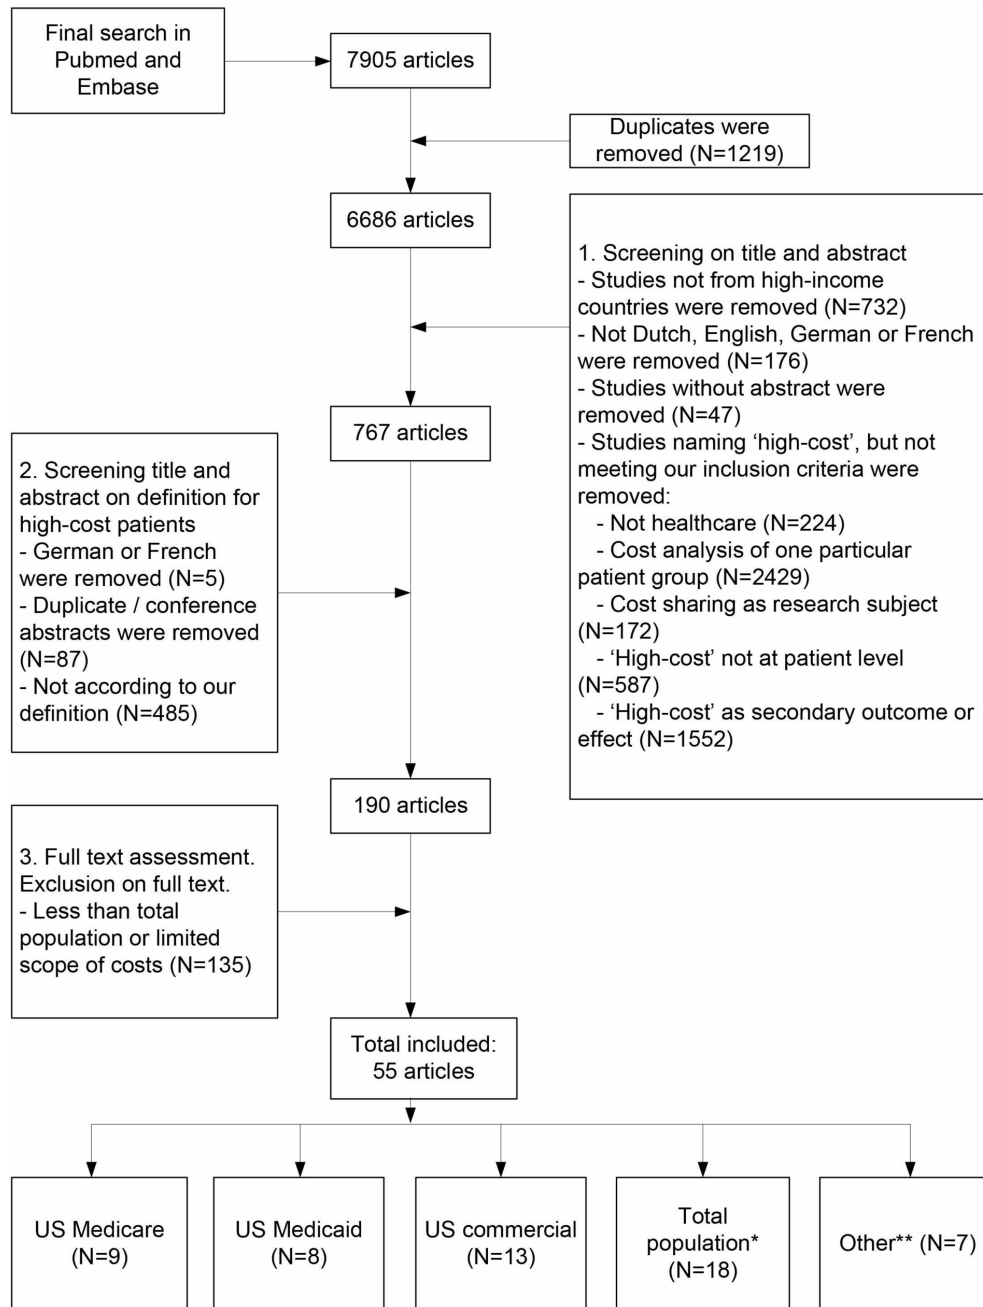 Final search in
Pubmed and
Embase
7905 articles
Duplicates were
removed (N=1219)
6686 articles
1. Screening on title and abstract
- Studies not from high-income
countries were removed (N=732)
- Not Dutch, English, German or French
were removed (N=176)
- Studies without abstract were
removed (N=47)
- Studies naming ‘high-cost’, but not
meeting our inclusion criteria were
removed:
- Not healthcare (N=224)
- Cost analysis of one particular
patient group (N=2429)
- Cost sharing as research subject
(N=172)
- ‘High-cost’ not at patient level
(N=587)
- ‘High-cost’ as secondary outcome or
effect (N=1552)
767 articles
2. Screening title and
abstract on definition for
high-cost patients
- German or French
were removed (N=5)
- Duplicate / conference
abstracts were removed
(N=87)
- Not according to our
definition (N=485)
190 articles
3. Full text assessment.
Exclusion on full text.
- Less than total
population or limited
scope of costs (N=135)
Total included:
55 articles
US Medicare
(N=9)
US Medicaid
(N=8)
US commercial
(N=13)
Total
population*
(N=18)
Other** (N=7)